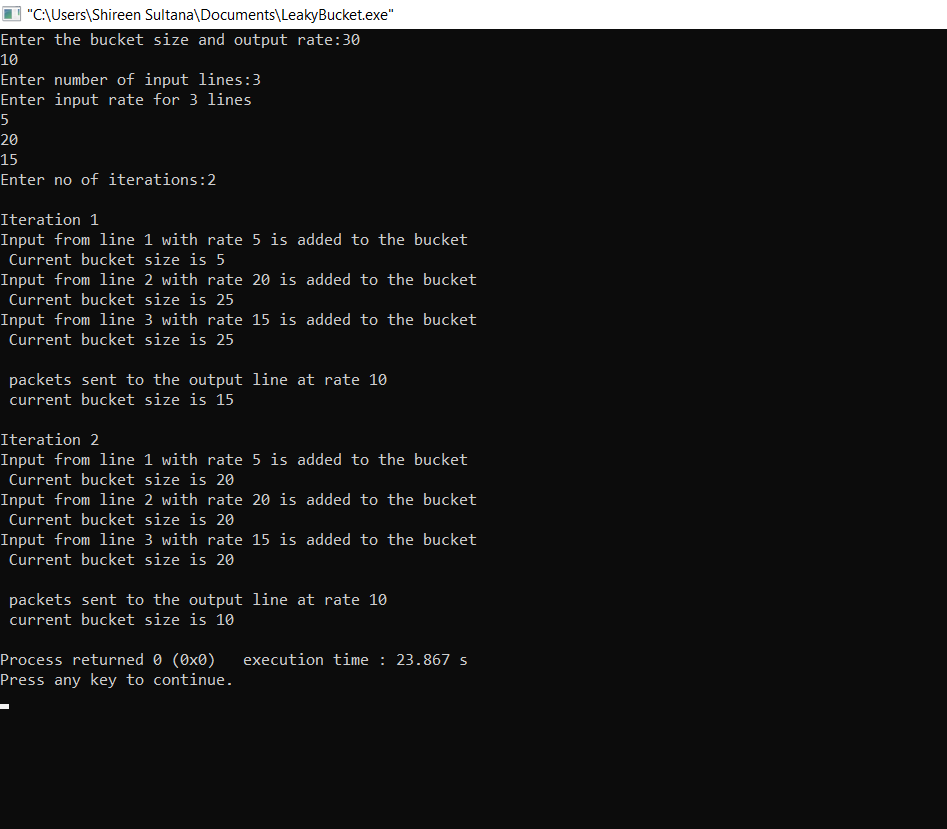 "C:\Users\Shireen Sultana\Documents\LeakyBucket.exe"
Enter the bucket size and output rate:30
10
Enter number of input lines:3
Enter input rate for 3 lines
5
20
15
Enter no of iterations:2
Iteration 1
Input from line 1 with rate 5 is added to the bucket
Current bucket size is 5
Input from line 2 with rate 20 is added to the bucket
Current bucket size is 25
Input from line 3 with rate 15 is added to the bucket
Current bucket size is 25
packets sent to the output line at rate 10
current bucket size is 15
Iteration 2
Input from line 1 with rate 5 is added to the bucket
Current bucket size is 20
Input from line 2 with rate 20 is added to the bucket
Current bucket size is 20
Input from line 3 with rate 15 is added to the bucket
Current bucket size is 20
packets sent to the output line at rate 10
current bucket size is 10
Process returned 0 (0x0)   execution time : 23.867 s
Press any key to continue.